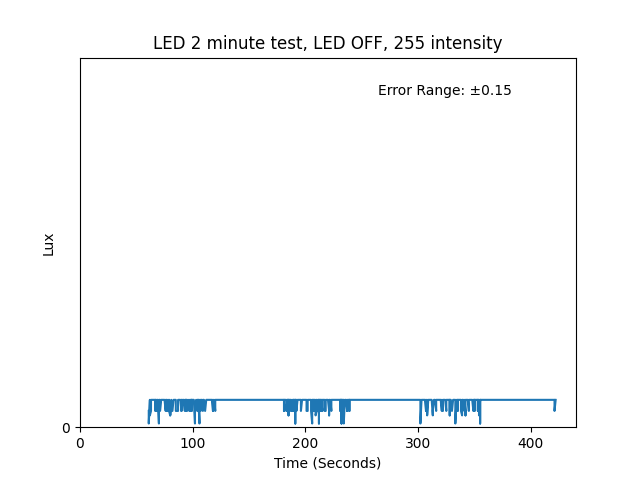 LED 2 minute test, LED OFF, 255 intensity
Error Range: ±0.15
Lux
0
0 100 200 300 400
Time (Seconds)